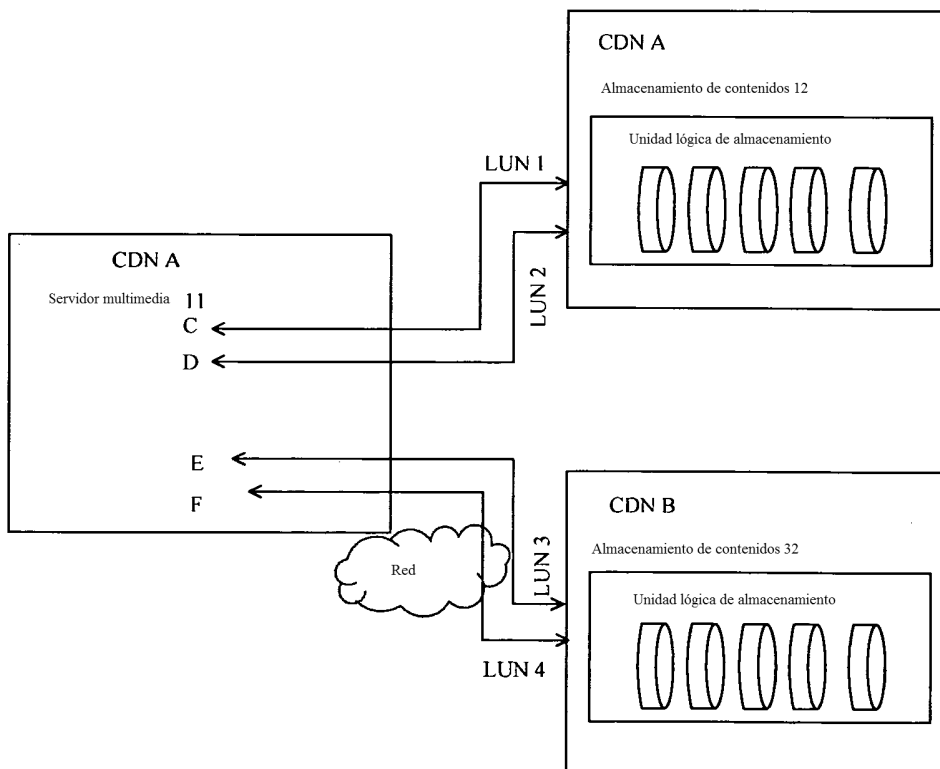 CDN A
Almacenamiento de contenidos 12
Unidad lógica de almacenamiento
LUN 1
LUN 2
CDN A
Servidor multimedia 11
C
D
E
F
Red
LUN 3
LUN 4
CDN B
Almacenamiento de contenidos 32
Unidad lógica de almacenamiento